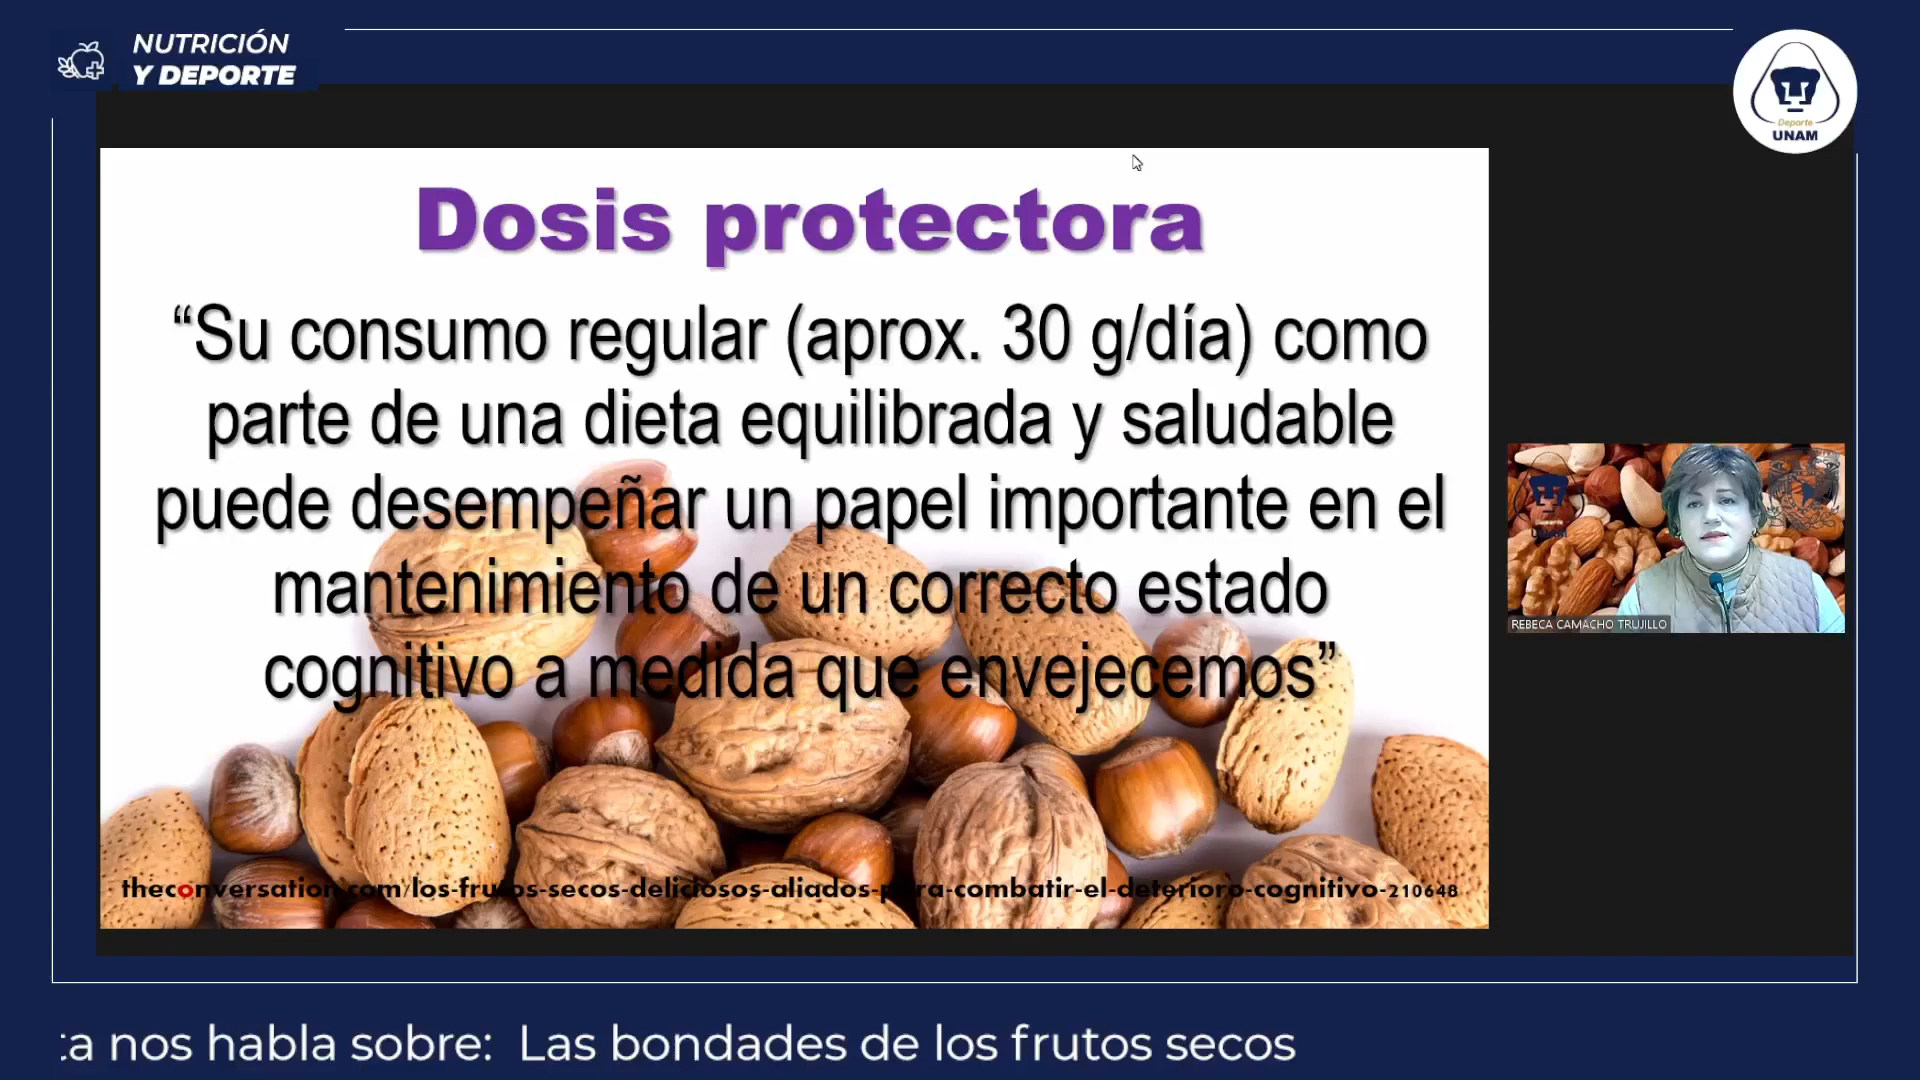 NUTRICIÓN
Y DEPORTE
Deporte
UNAM
Dosis protectora
“Su consumo regular (aprox. 30 g/día) como
parte de una dieta equilibrada y saludable
puede desempeñar un papel importante en el
mantenimiento de un correcto estado
cognitivo a medida que envejecemos”
theconversation.com/los-frutos-secos-deliciosos-aliados-para-combatir-el-deterioro-cognitivo-210648
UNAM
REBECA CAMACHO TRUJILLO
ta nos habla sobre: Las bondades de los frutos secos